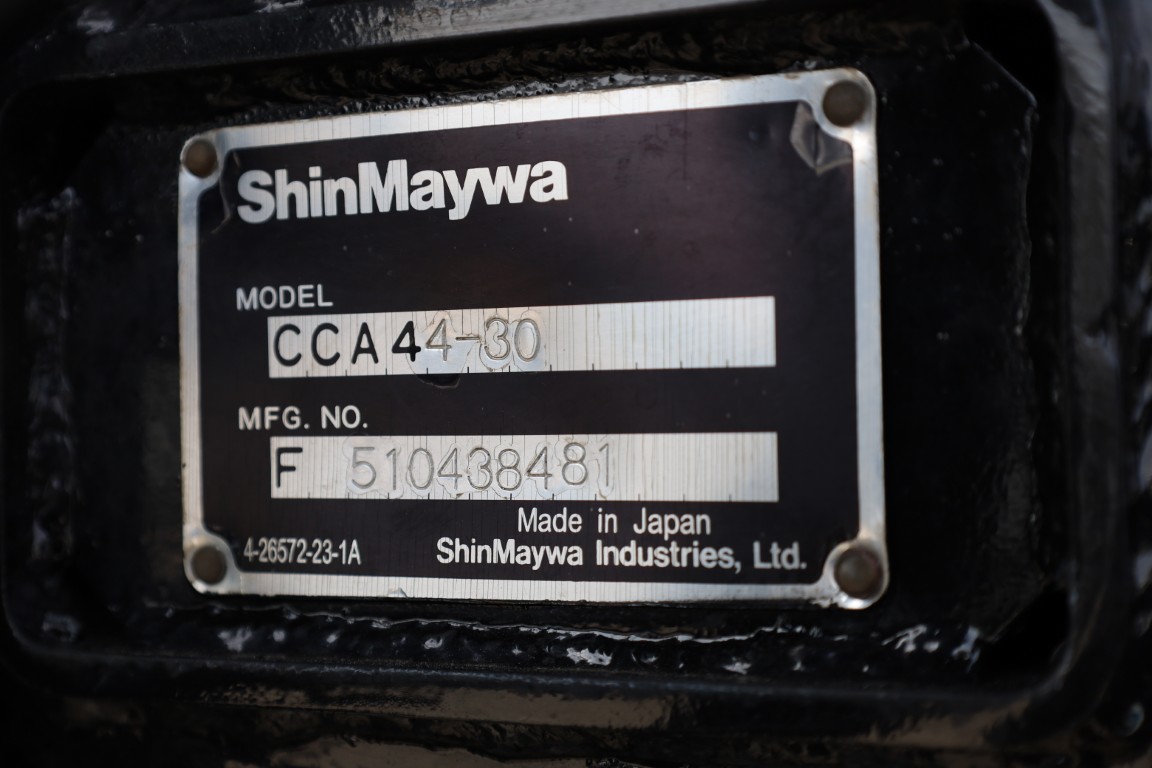 ShinMaywa
MODEL
CCA44-30
MFG. NO.
F 510438481
Made in Japan
4-26572-23-1A ShinMaywa Industries, Ltd.